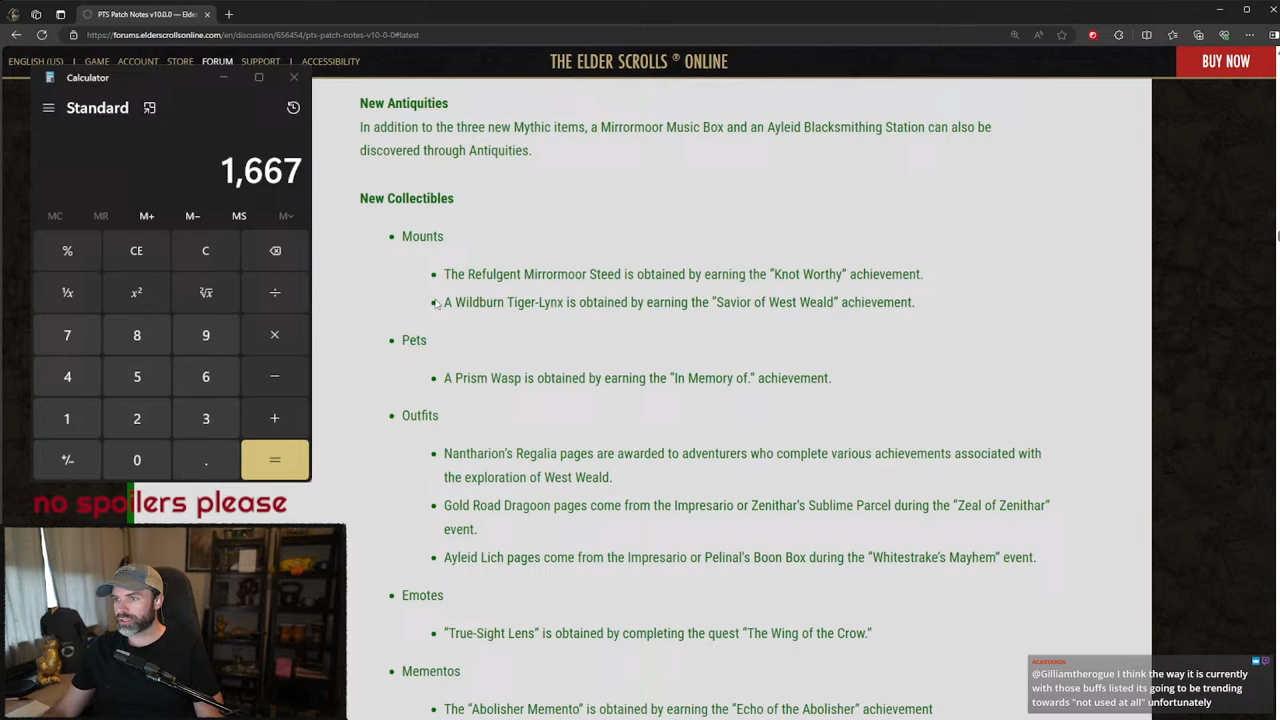 PTS Patch Notes v10.0.0 — Elder
https://forums.elderscrollsonline.com/en/discussion/656454/pts-patch-notes-v10-0-0#latest
ENGLISH (US) | GAME ACCOUNT STORE FORUM SUPPORT | ACCESSIBILITY
THE ELDER SCROLLS ® ONLINE
BUY NOW
Calculator
Standard
1,667
MC MR M+ M− MS M
% CE C
⅟x x² ²√x ÷
7 8 9 ×
4 5 6 −
1 2 3 +
+/− 0 . =
no spoilers please
New Antiquities
In addition to the three new Mythic items, a Mirrormoor Music Box and an Ayleid Blacksmithing Station can also be
discovered through Antiquities.
New Collectibles
• Mounts
• The Refulgent Mirrormoor Steed is obtained by earning the “Knot Worthy” achievement.
• A Wildburn Tiger-Lynx is obtained by earning the “Savior of West Weald” achievement.
• Pets
• A Prism Wasp is obtained by earning the “In Memory of.” achievement.
• Outfits
• Nantharion’s Regalia pages are awarded to adventurers who complete various achievements associated with
the exploration of West Weald.
• Gold Road Dragoon pages come from the Impresario or Zenithar’s Sublime Parcel during the “Zeal of Zenithar”
event.
• Ayleid Lich pages come from the Impresario or Pelinal’s Boon Box during the “Whitestrake’s Mayhem” event.
• Emotes
• “True-Sight Lens” is obtained by completing the quest “The Wing of the Crow.”
• Mementos
• The “Abolisher Memento” is obtained by earning the “Echo of the Abolisher” achievement
ACASTANZA
@Gilliamtherogue I think the way it is currently
with those buffs listed its going to be trending
towards "not used at all" unfortunately